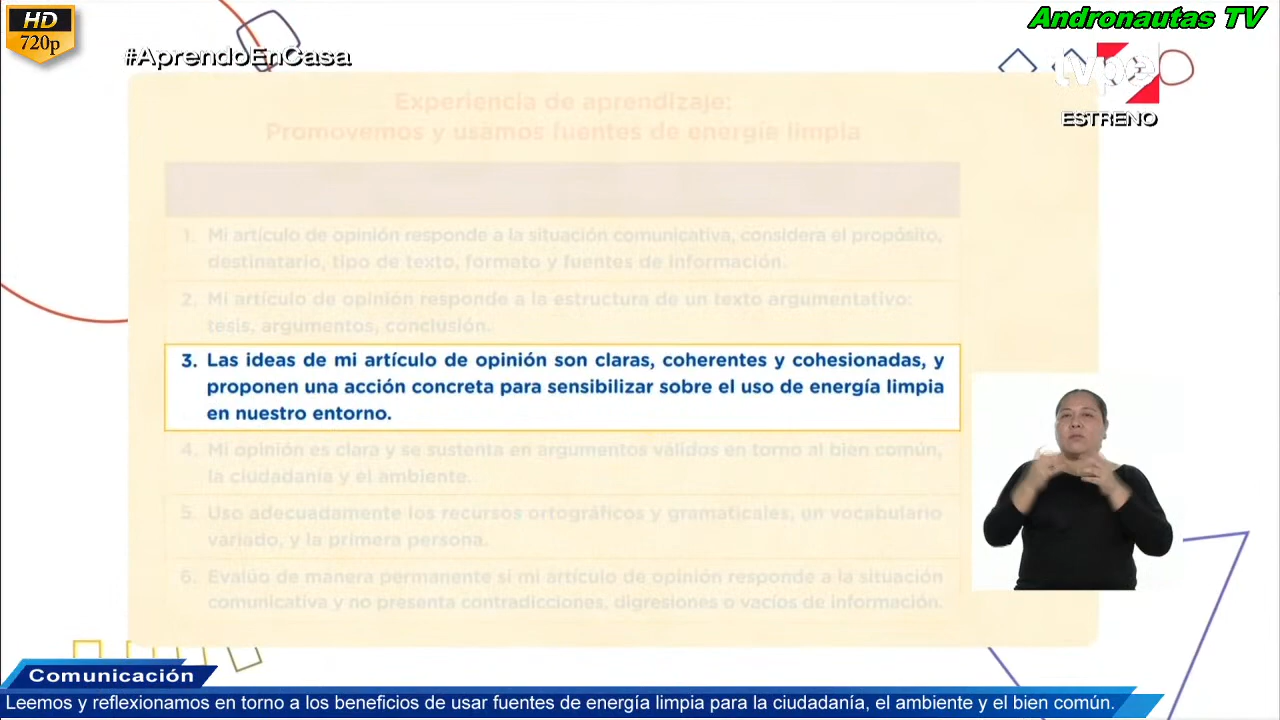 HD
720p
Andronautas TV
#AprendoEnCasa
tvpe
ESTRENO
Experiencia de aprendizaje:
Promovemos y usamos fuentes de energíe limpia
1. Mi artículo de opinión responde a la situación comunicativa, considera el propósito,
destinatario, tipo de texto, formato y fuentes de información.
2. Mi artículo de opinión responde a la estructura de un texto argumentativo:
tesis, argumentos, conclusión.
3. Las ideas de mi artículo de opinión son claras, coherentes y cohesionadas, y
proponen una acción concreta para sensibilizar sobre el uso de energía limpia
en nuestro entorno.
4. Mi opinión es clara y se sustenta en argumentos válidos en torno al bien común,
la ciudadanía y el ambiente.
5. Uso adecuadamente los recursos ortográficos y gramaticales, un vocabulario
variado, y la primera persona.
6. Evalúo de manera permanente si mi artículo de opinión responde a la situación
comunicativa y no presenta contradicciones, digresiones o vacíos de información.
Comunicación
Leemos y reflexionamos en torno a los beneficios de usar fuentes de energía limpia para la ciudadanía, el ambiente y el bien común.